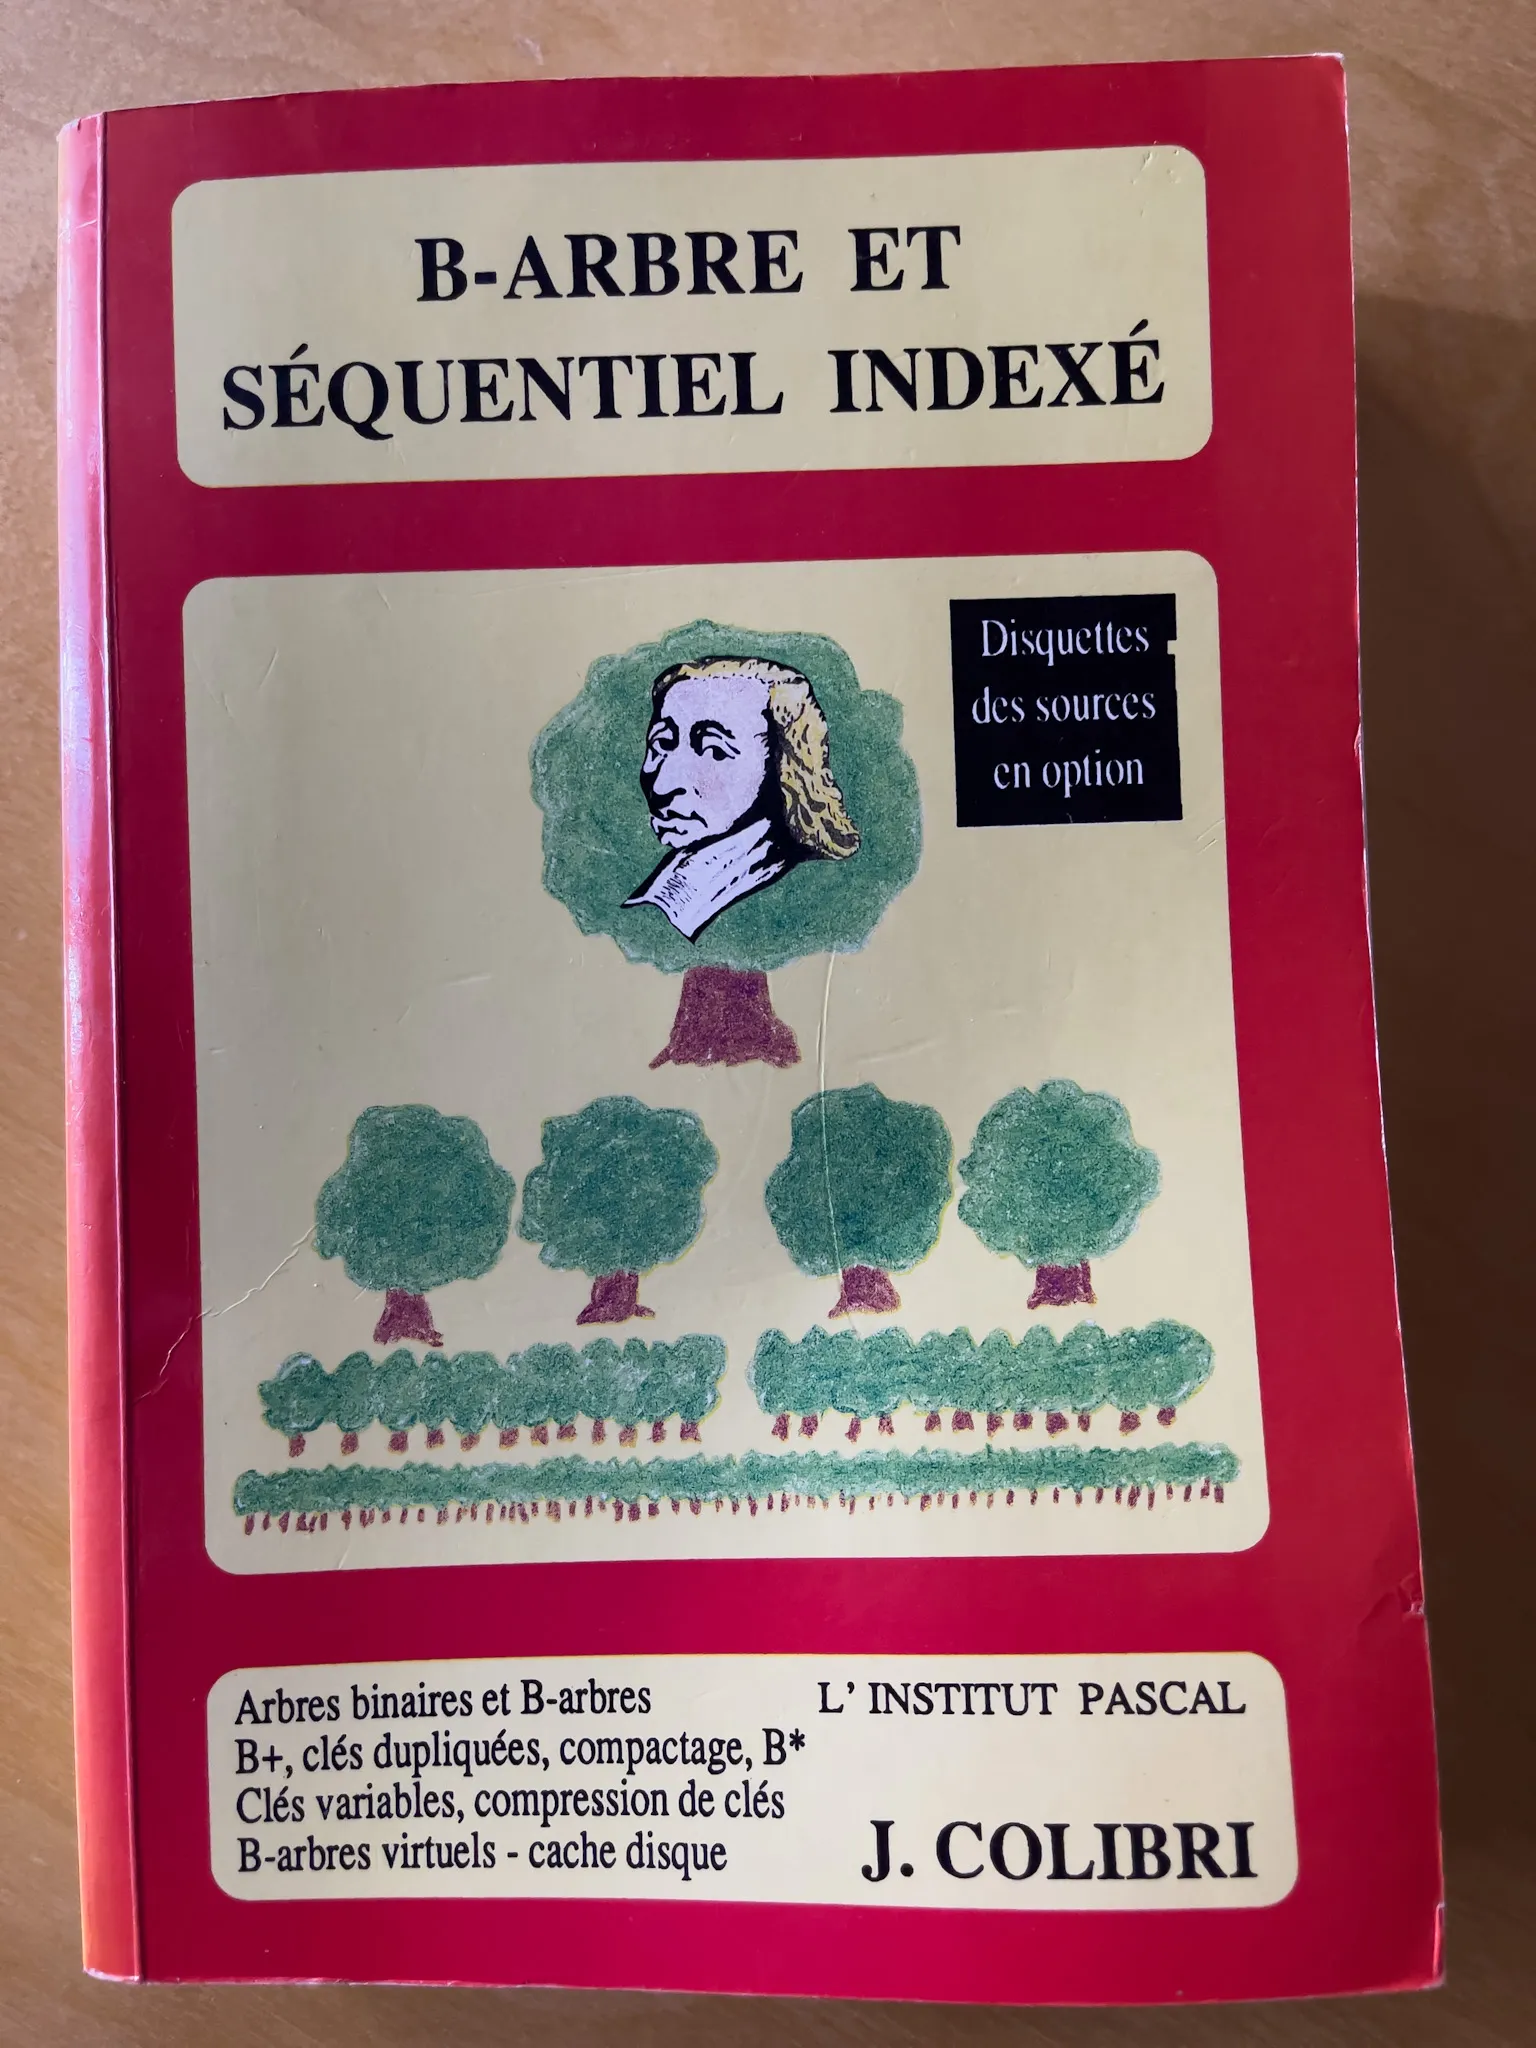 B-ARBRE ET
SÉQUENTIEL INDEXÉ
Disquettes
des sources
en option
Arbres binaires et B-arbres
B+, clés dupliquées, compactage, B*
Clés variables, compression de clés
B-arbres virtuels - cache disque
L' INSTITUT PASCAL
J. COLIBRI